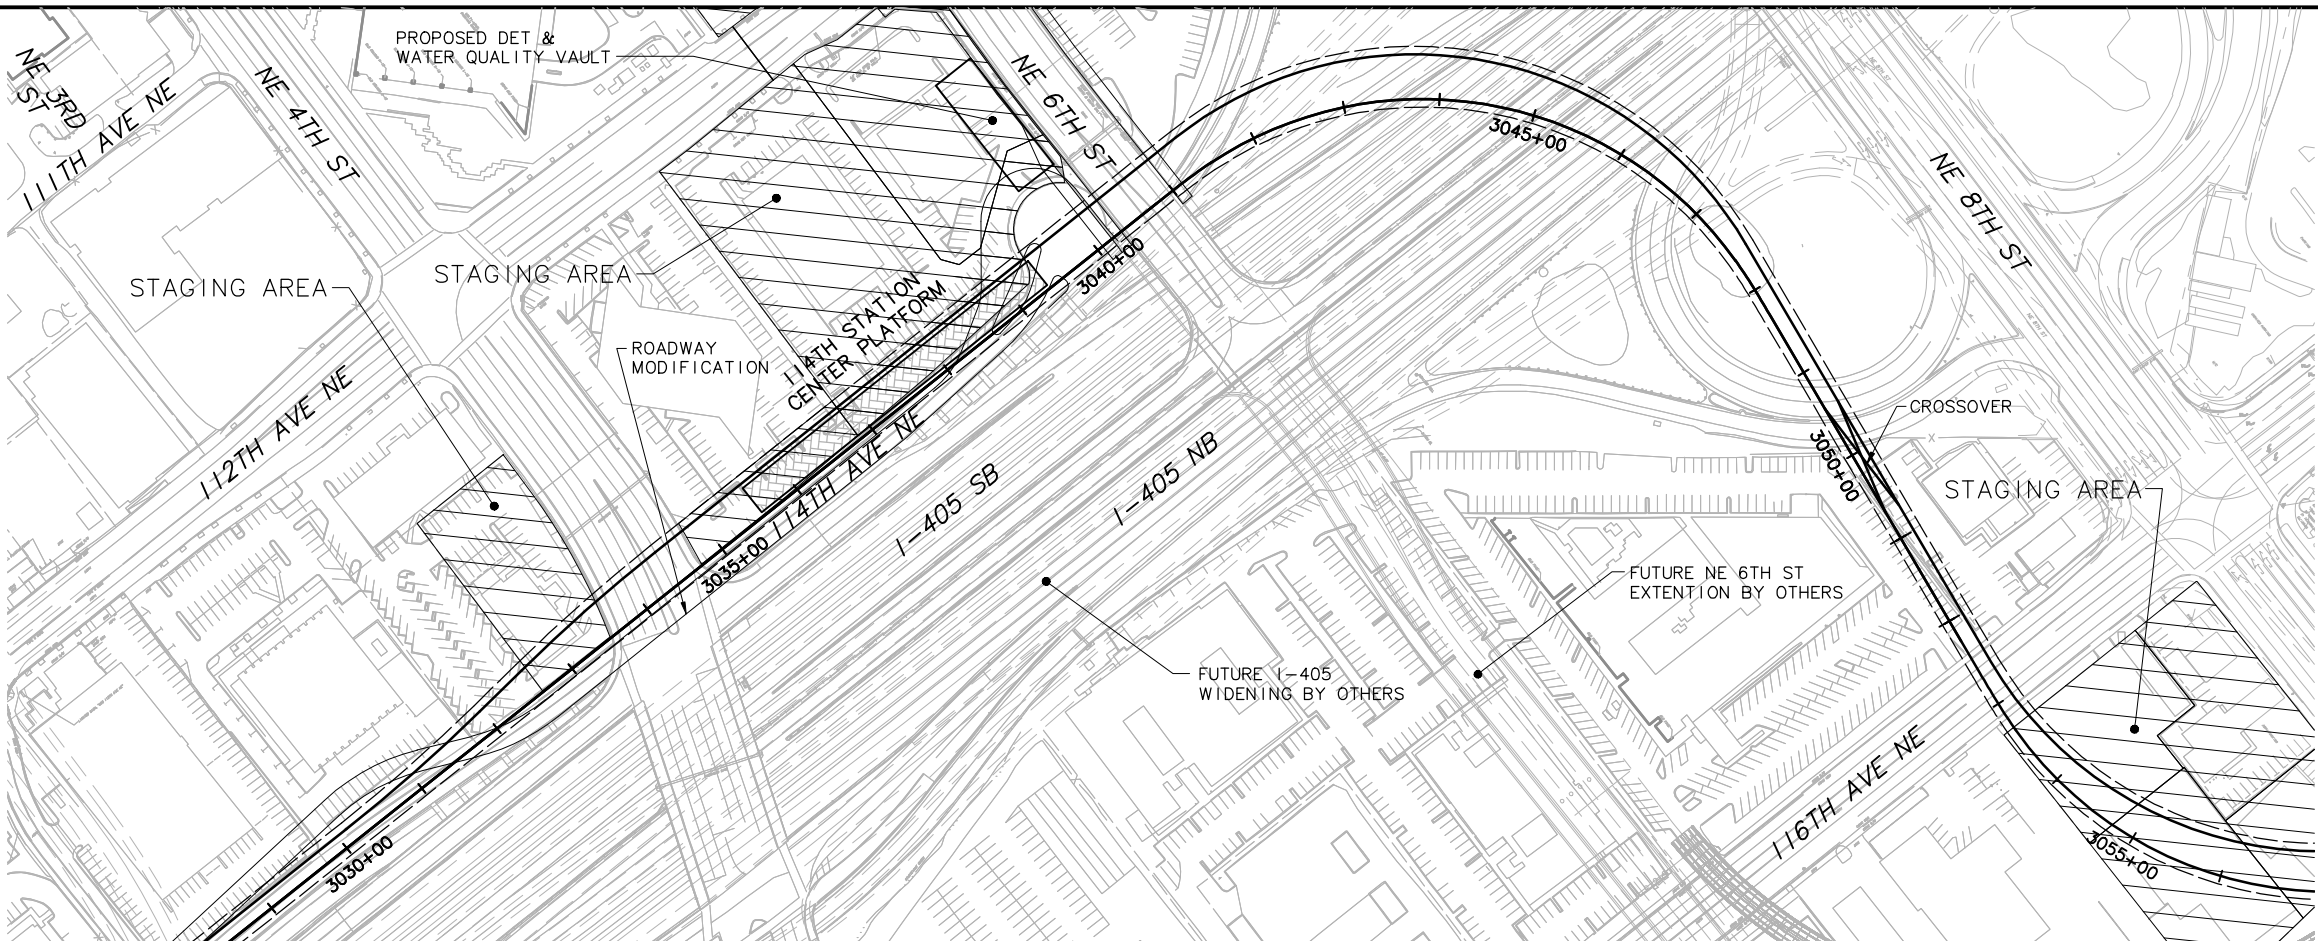 PROPOSED DET &
WATER QUALITY VAULT
NE 3RD
ST
111TH AVE NE
NE 4TH ST
NE 6TH ST
3045+00
NE 8TH ST
STAGING AREA
STAGING AREA
3040+00
114TH STATION
CENTER PLATFORM
ROADWAY
MODIFICATION
112TH AVE NE
114TH AVE NE
CROSSOVER
3050+00
STAGING AREA
I-405 SB
I-405 NB
3035+00
FUTURE NE 6TH ST
EXTENTION BY OTHERS
FUTURE I-405
WIDENING BY OTHERS
116TH AVE NE
3030+00
3055+00